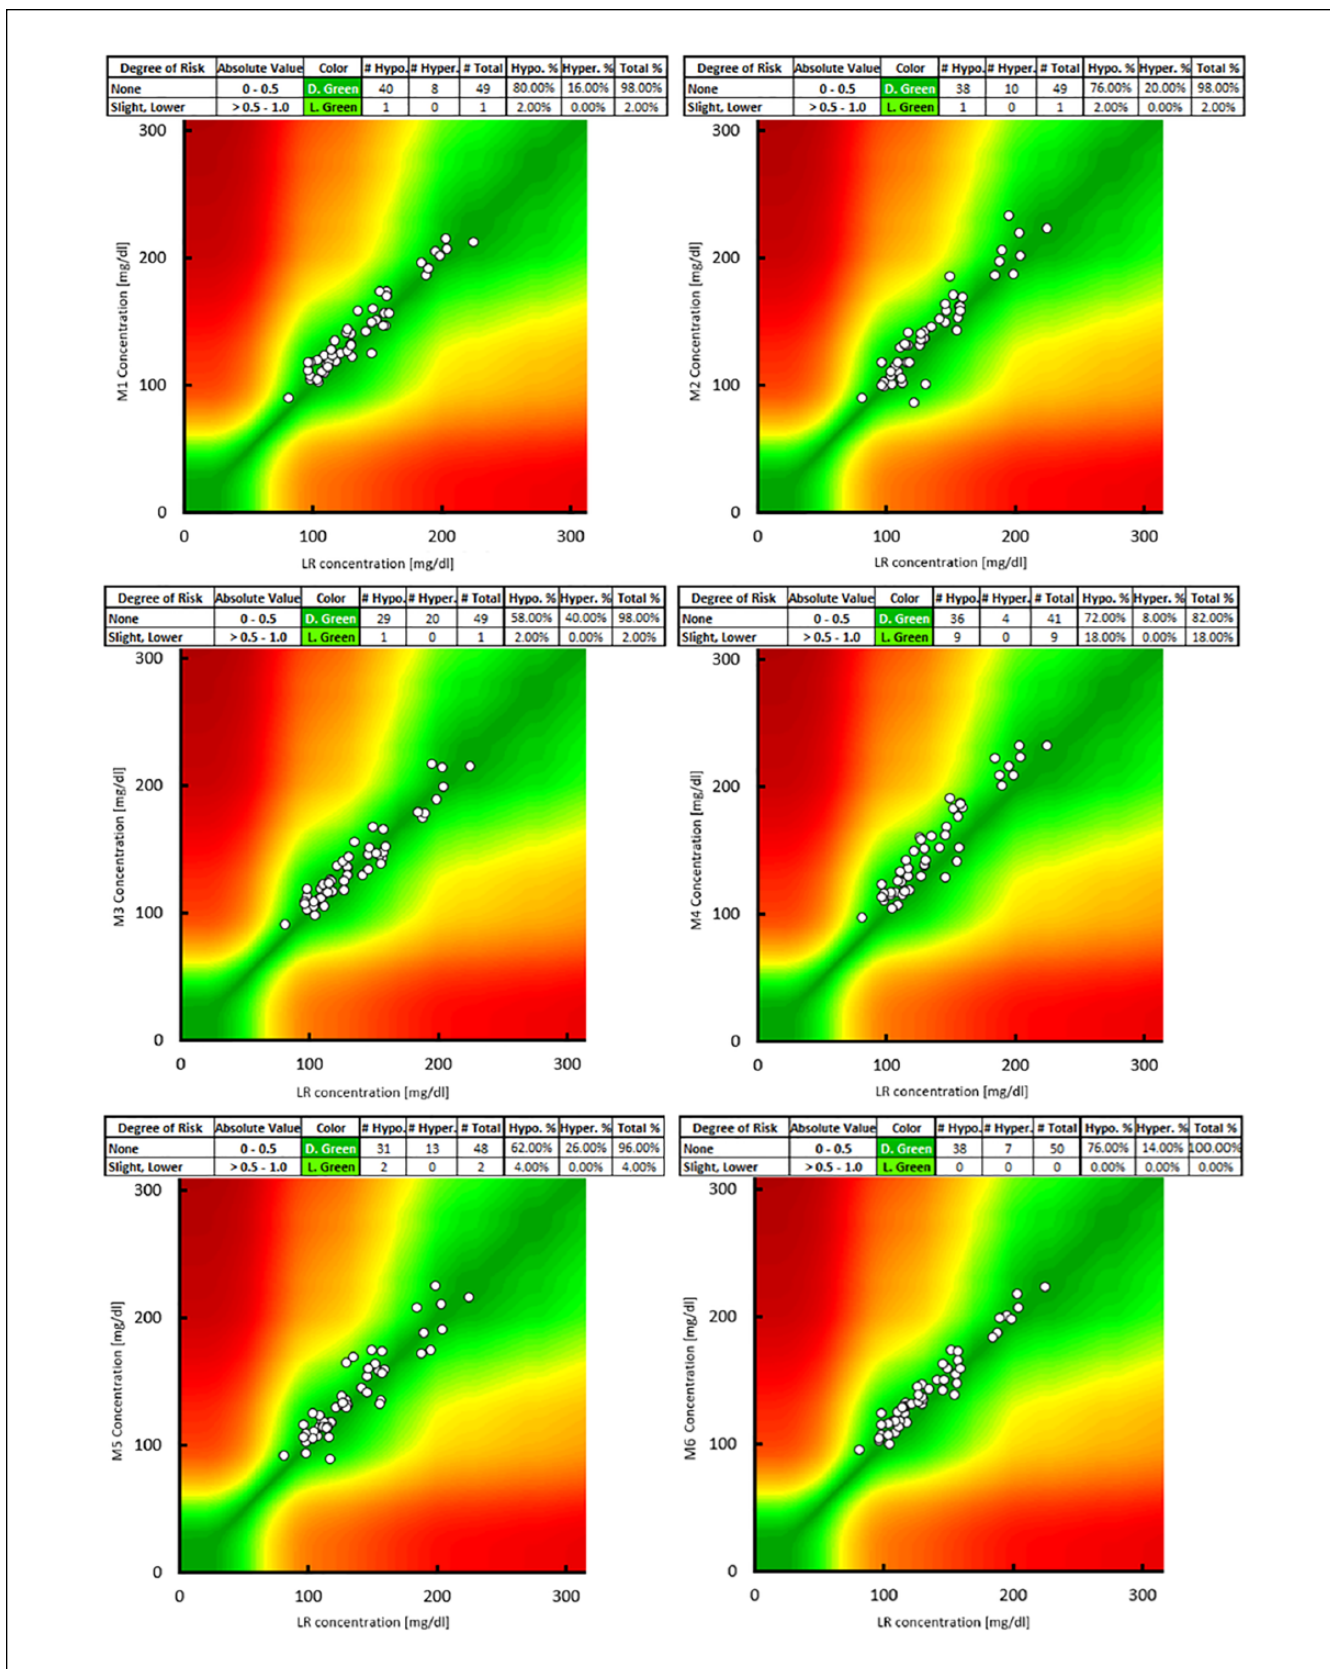 Degree of Risk Absolute Value Color # Hypo. # Hyper. # Total Hypo. % Hyper. % Total %
None 0 - 0.5 D. Green 40 8 49 80.00% 16.00% 98.00%
Slight, Lower > 0.5 - 1.0 L. Green 1 0 1 2.00% 0.00% 2.00%
300
200
100
0
M1 Concentration [mg/dl]
0 100 200 300
LR concentration [mg/dl]
Degree of Risk Absolute Value Color # Hypo. # Hyper. # Total Hypo. % Hyper. % Total %
None 0 - 0.5 D. Green 38 10 49 76.00% 20.00% 98.00%
Slight, Lower > 0.5 - 1.0 L. Green 1 0 1 2.00% 0.00% 2.00%
300
200
100
0
M2 Concentration [mg/dl]
0 100 200 300
LR concentration [mg/dl]
Degree of Risk Absolute Value Color # Hypo. # Hyper. # Total Hypo. % Hyper. % Total %
None 0 - 0.5 D. Green 29 20 49 58.00% 40.00% 98.00%
Slight, Lower > 0.5 - 1.0 L. Green 1 0 1 2.00% 0.00% 2.00%
300
200
100
0
M3 Concentration [mg/dl]
0 100 200 300
LR concentration [mg/dl]
Degree of Risk Absolute Value Color # Hypo. # Hyper. # Total Hypo. % Hyper. % Total %
None 0 - 0.5 D. Green 36 4 41 72.00% 8.00% 82.00%
Slight, Lower > 0.5 - 1.0 L. Green 9 0 9 18.00% 0.00% 18.00%
300
200
100
0
M4 Concentration [mg/dl]
0 100 200 300
LR concentration [mg/dl]
Degree of Risk Absolute Value Color # Hypo. # Hyper. # Total Hypo. % Hyper. % Total %
None 0 - 0.5 D. Green 31 13 48 62.00% 26.00% 96.00%
Slight, Lower > 0.5 - 1.0 L. Green 2 0 2 4.00% 0.00% 4.00%
300
200
100
0
M5 Concentration [mg/dl]
0 100 200 300
LR concentration [mg/dl]
Degree of Risk Absolute Value Color # Hypo. # Hyper. # Total Hypo. % Hyper. % Total %
None 0 - 0.5 D. Green 38 7 50 76.00% 14.00% 100.00%
Slight, Lower > 0.5 - 1.0 L. Green 0 0 0 0.00% 0.00% 0.00%
300
200
100
0
M6 Concentration [mg/dl]
0 100 200 300
LR concentration [mg/dl]